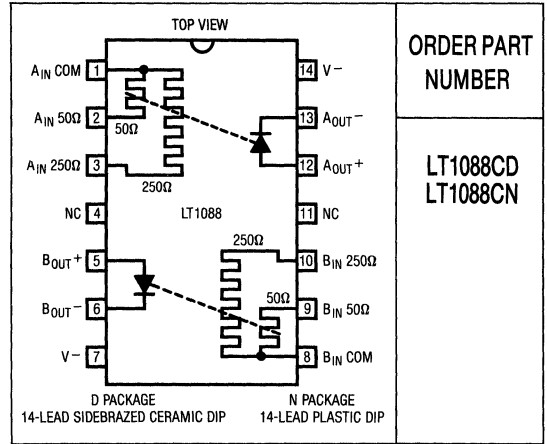 TOP VIEW
ORDER PART
NUMBER
LT1088CD
LT1088CN
A_IN COM 1
A_IN 50Ω 2
A_IN 250Ω 3
NC 4
B_OUT+ 5
B_OUT− 6
V− 7
14 V−
13 A_OUT−
12 A_OUT+
11 NC
10 B_IN 250Ω
9 B_IN 50Ω
8 B_IN COM
50Ω
250Ω
LT1088
250Ω
50Ω
D PACKAGE
14-LEAD SIDEBRAZED CERAMIC DIP
N PACKAGE
14-LEAD PLASTIC DIP